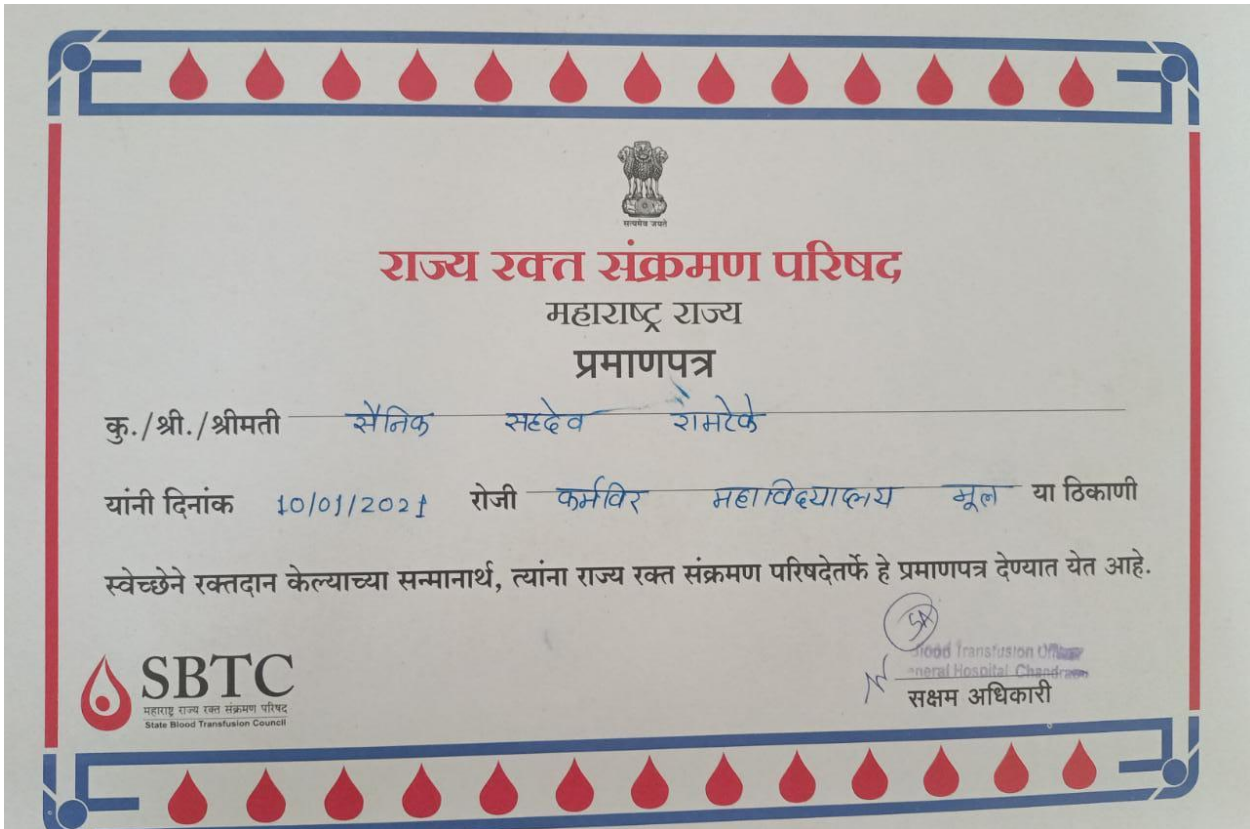 सत्यमेव जयते
राज्य रक्त संक्रमण परिषद
महाराष्ट्र राज्य
प्रमाणपत्र
कु./श्री./श्रीमती सैनिक सहदेव रामटेके
यांनी दिनांक 10/01/2021 रोजी कर्मविर महाविद्यालय मूल या ठिकाणी
स्वेच्छेने रक्तदान केल्याच्या सन्मानार्थ, त्यांना राज्य रक्त संक्रमण परिषदेतर्फे हे प्रमाणपत्र देण्यात येत आहे.
Blood Transfusion
General Hospital
सक्षम अधिकारी
SBTC
महाराष्ट्र राज्य रक्त संक्रमण परिषद
State Blood Transfusion Council